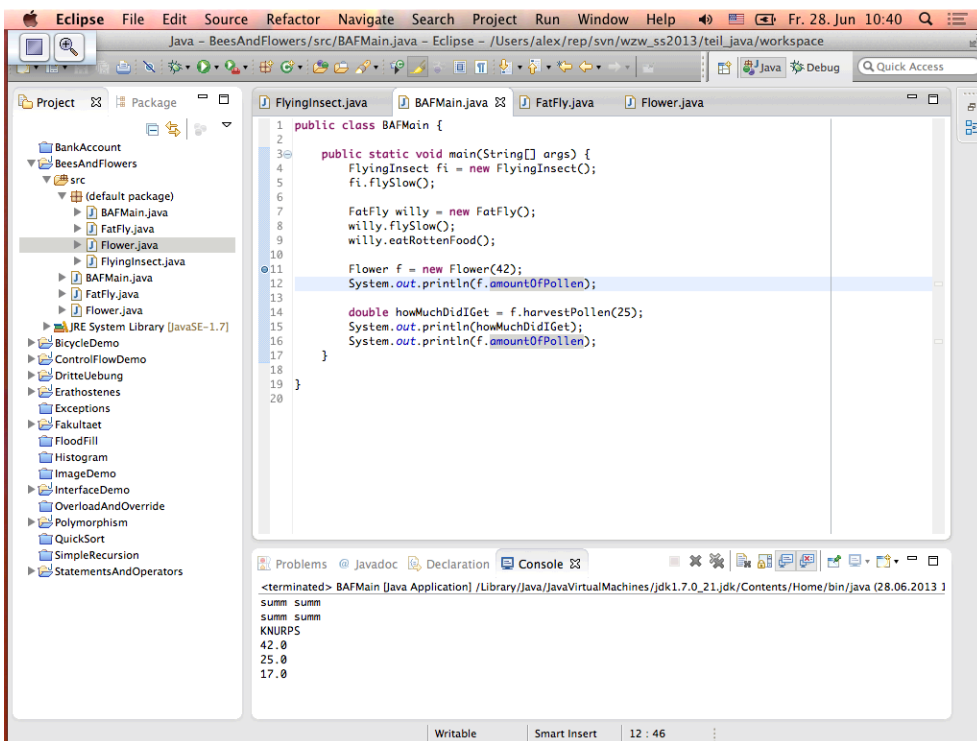 Eclipse File Edit Source Refactor Navigate Search Project Run Window Help Fr. 28. Jun 10:40
Java – BeesAndFlowers/src/BAFMain.java – Eclipse – /Users/alex/rep/svn/wzw_ss2013/teil_java/workspace
Java Debug Quick Access
Project Package
BankAccount
BeesAndFlowers
src
(default package)
BAFMain.java
FatFly.java
Flower.java
FlyingInsect.java
BAFMain.java
FatFly.java
Flower.java
JRE System Library [JavaSE-1.7]
BicycleDemo
ControlFlowDemo
DritteUebung
Erathostenes
Exceptions
Fakultaet
FloodFill
Histogram
ImageDemo
InterfaceDemo
OverloadAndOverride
Polymorphism
QuickSort
SimpleRecursion
StatementsAndOperators
FlyingInsect.java BAFMain.java FatFly.java Flower.java
1 public class BAFMain {
2
3 public static void main(String[] args) {
4 FlyingInsect fi = new FlyingInsect();
5 fi.flySlow();
6
7 FatFly willy = new FatFly();
8 willy.flySlow();
9 willy.eatRottenFood();
10
11 Flower f = new Flower(42);
12 System.out.println(f.amountOfPollen);
13
14 double howMuchDidIGet = f.harvestPollen(25);
15 System.out.println(howMuchDidIGet);
16 System.out.println(f.amountOfPollen);
17 }
18
19 }
20
Problems @ Javadoc Declaration Console
<terminated> BAFMain [Java Application] /Library/Java/JavaVirtualMachines/jdk1.7.0_21.jdk/Contents/Home/bin/java (28.06.2013 1
summ summ
summ summ
KNURPS
42.0
25.0
17.0
Writable Smart Insert 12 : 46